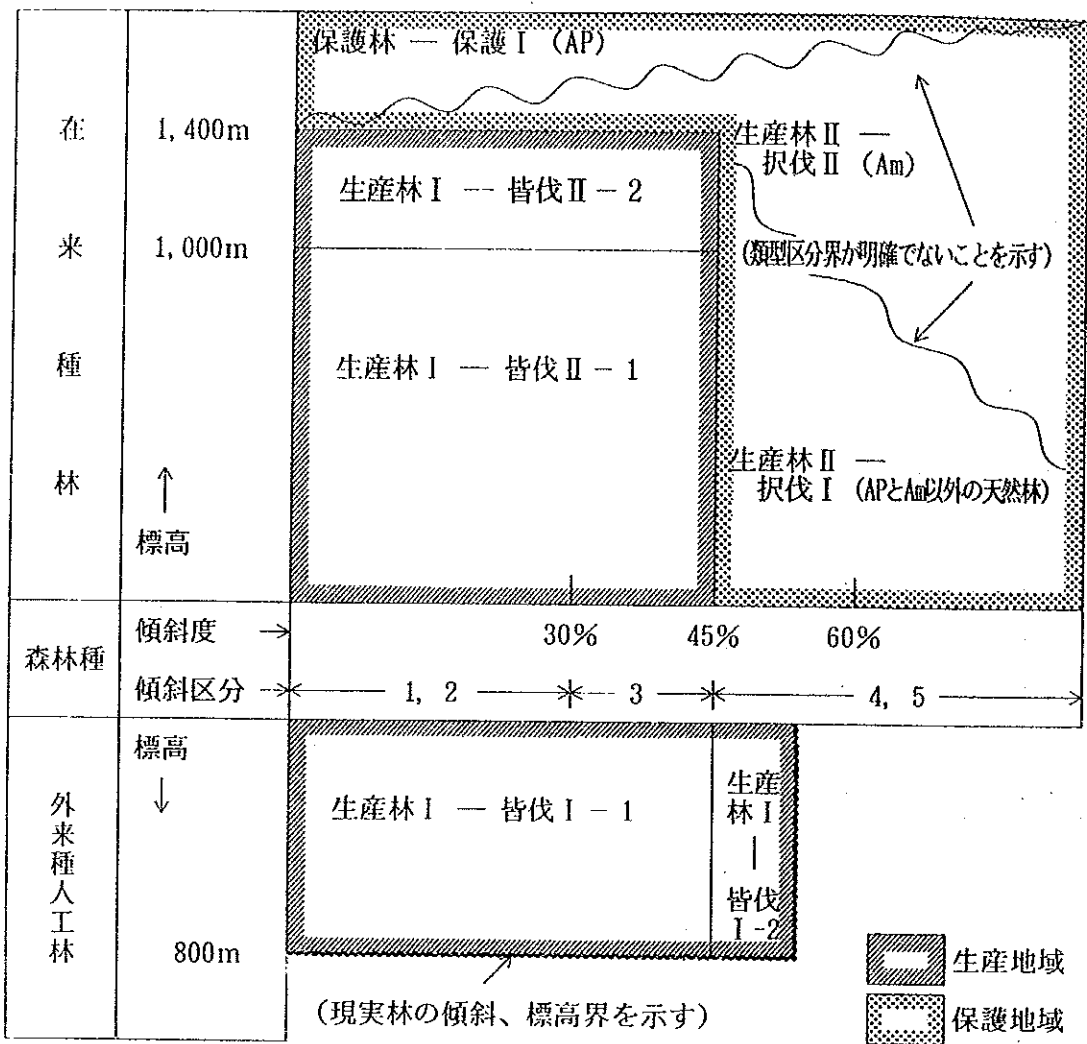 保護林 ― 保護Ⅰ (AP)
在来種林
1,400m
1,000m
↑
標高
生産林Ⅰ ― 皆伐Ⅱ-2
生産林Ⅰ ― 皆伐Ⅱ-1
生産林Ⅱ ―
択伐Ⅱ (Am)
(類型区分界が明確でないことを示す)
生産林Ⅱ ―
択伐Ⅰ (APとAm以外の天然林)
森林種
傾斜度 →
30%
45%
60%
傾斜区分 →
1, 2
3
4, 5
外来種人工林
標高
↓
800m
生産林Ⅰ ― 皆伐Ⅰ-1
生産
林Ⅰ
|
皆伐
Ⅰ-2
(現実林の傾斜、標高界を示す)
生産地域
保護地域